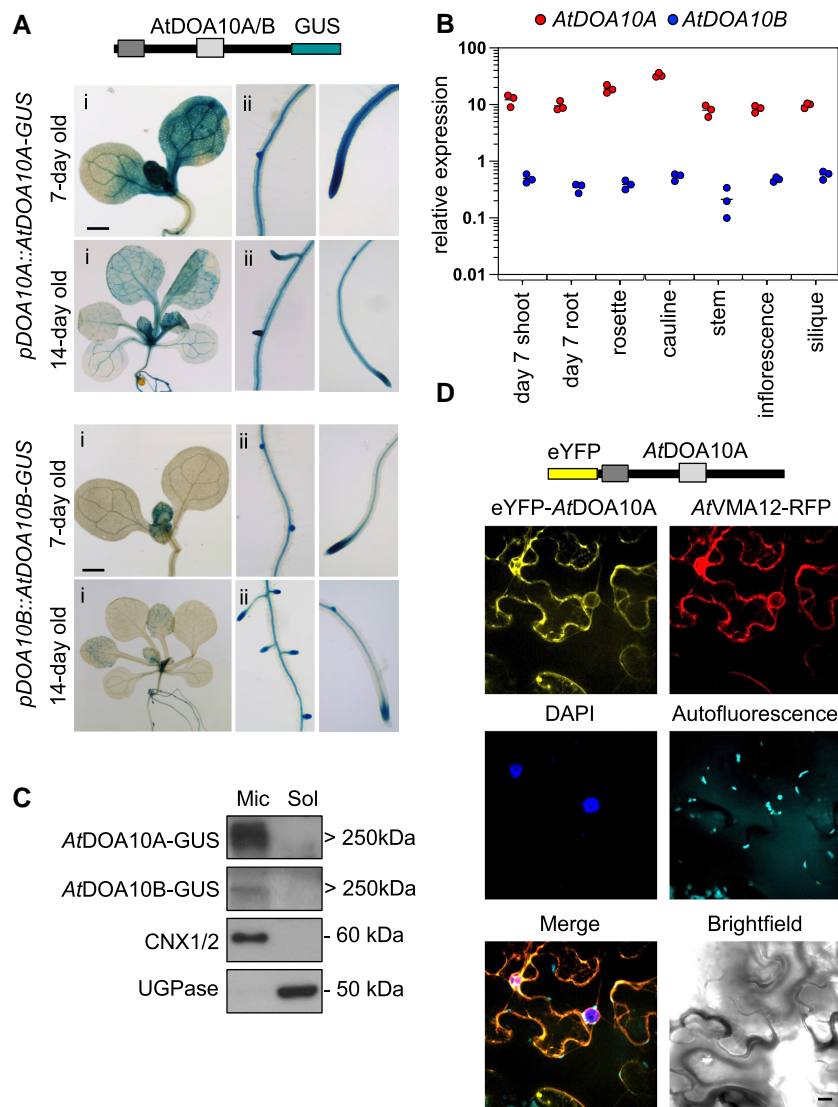 A
AtDOA10A/B
GUS
pDOA10A::AtDOA10A-GUS
7-day old
i
ii
14-day old
i
ii
pDOA10B::AtDOA10B-GUS
7-day old
i
ii
14-day old
i
ii
B
AtDOA10A
AtDOA10B
relative expression
100
10
1
0.1
0.01
day 7 shoot
day 7 root
rosette
cauline
stem
inflorescence
silique
C
Mic Sol
AtDOA10A-GUS > 250kDa
AtDOA10B-GUS > 250kDa
CNX1/2 - 60 kDa
UGPase - 50 kDa
D
eYFP AtDOA10A
eYFP-AtDOA10A AtVMA12-RFP
DAPI Autofluorescence
Merge Brightfield